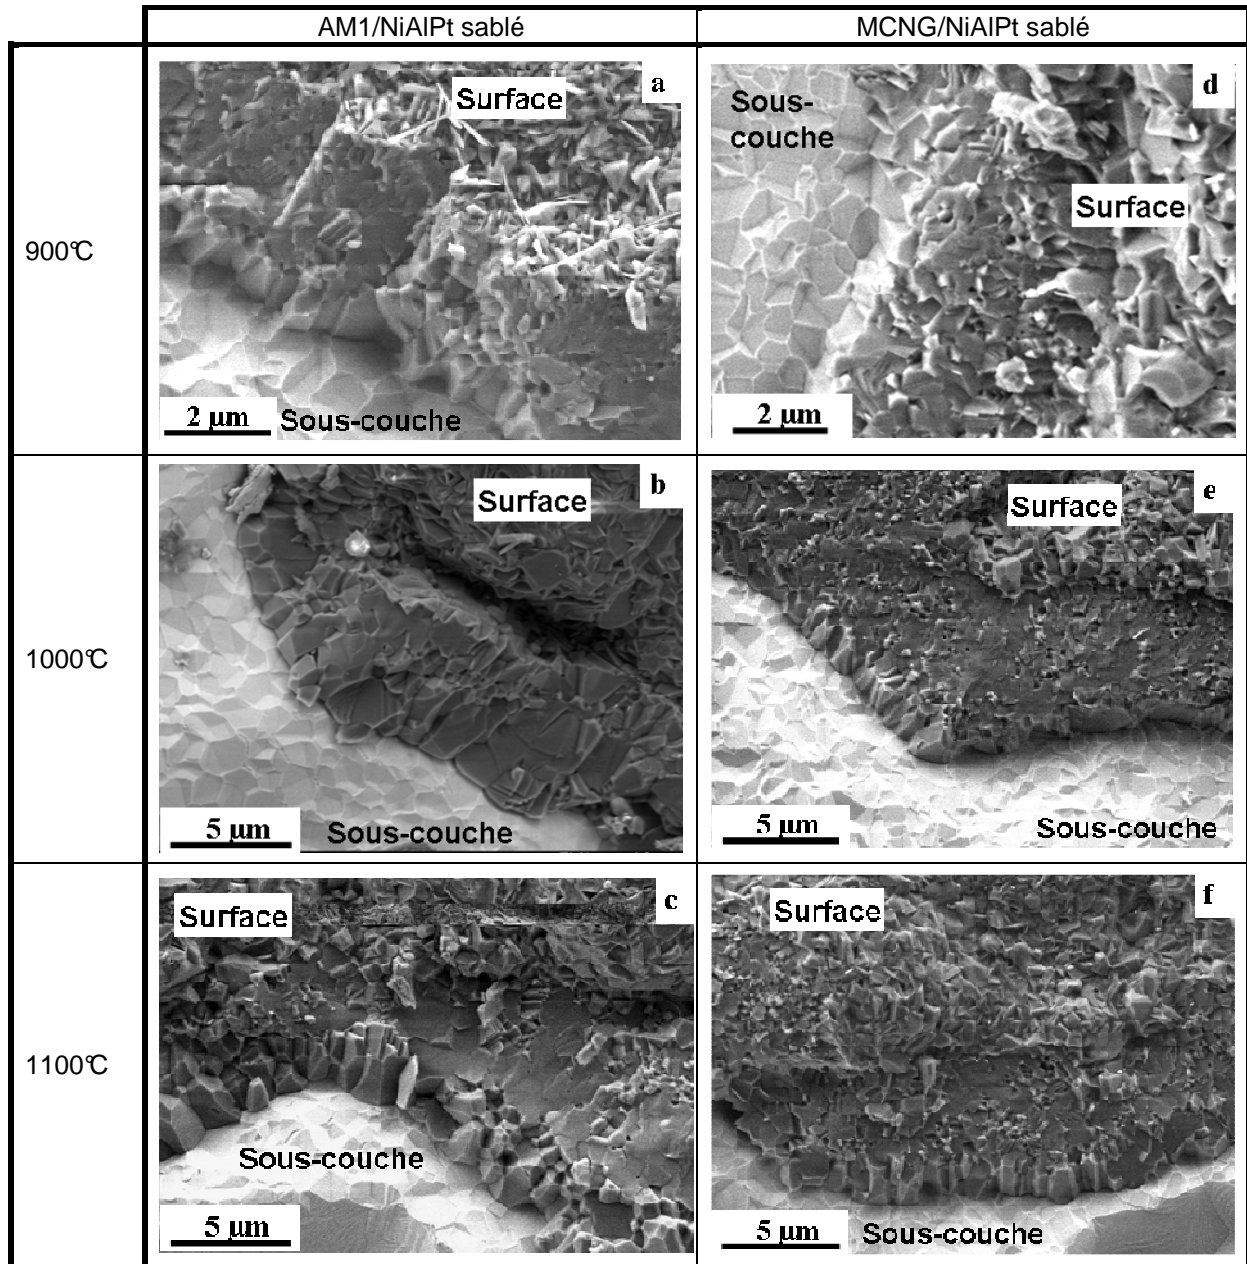 AM1/NiAlPt sablé
MCNG/NiAlPt sablé
900°C
Surface
a
2 µm
Sous-couche
Sous-
couche
d
Surface
2 µm
1000°C
Surface
b
5 µm
Sous-couche
Surface
e
5 µm
Sous-couche
1100°C
Surface
c
Sous-couche
5 µm
Surface
f
5 µm
Sous-couche